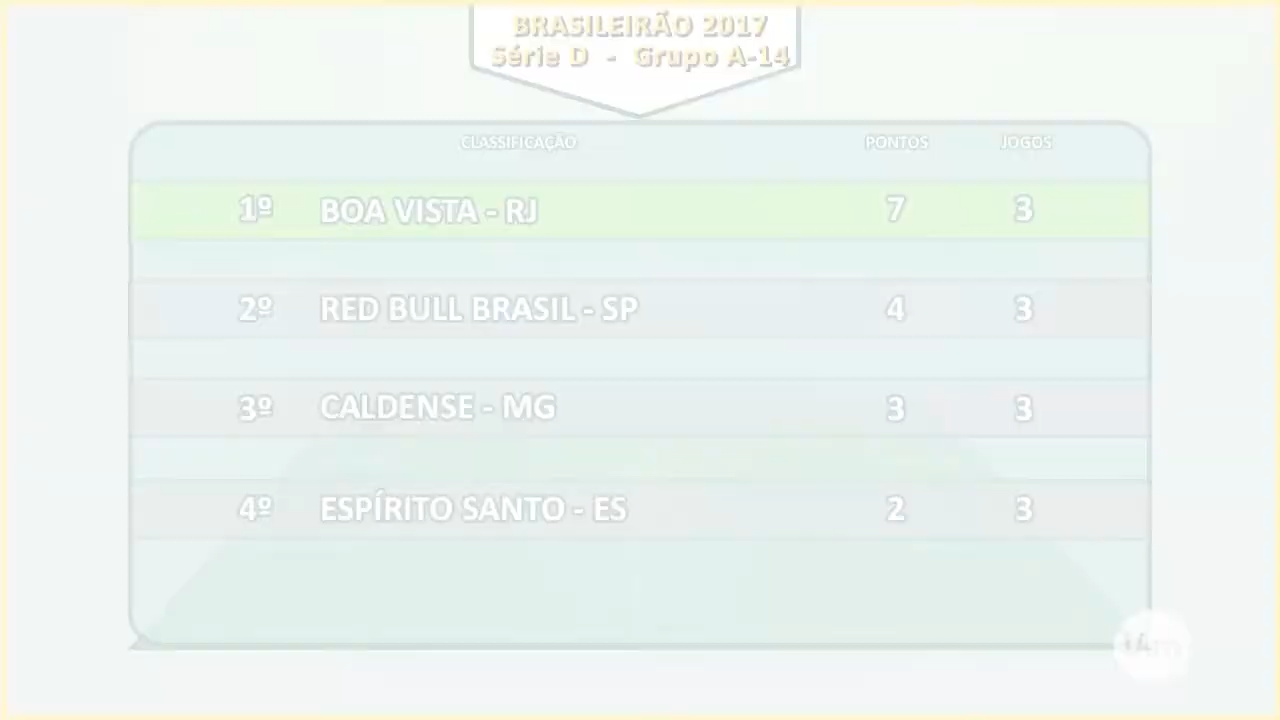 BRASILEIRÃO 2017
Série D - Grupo A-14
CLASSIFICAÇÃO PONTOS JOGOS
1º BOA VISTA - RJ 7 3
2º RED BULL BRASIL - SP 4 3
3º CALDENSE - MG 3 3
4º ESPÍRITO SANTO - ES 2 3